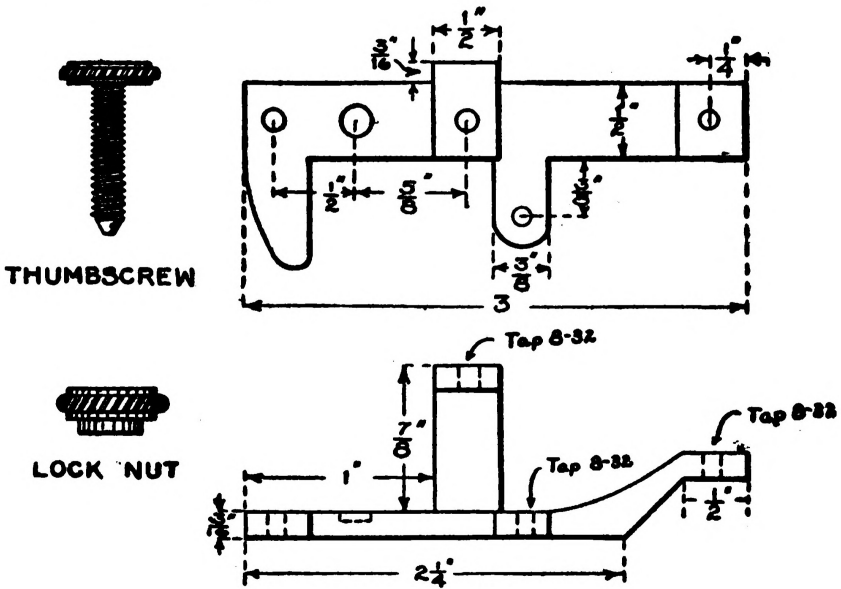 1/2"
3/16"
1/4"
1/2"
1/2"
5/8"
3/8"
3/8"
THUMBSCREW
3
Tap 8-32
7/8"
Tap 8-32
LOCK NUT
1"
Tap 8-32
1/2"
2 1/4"